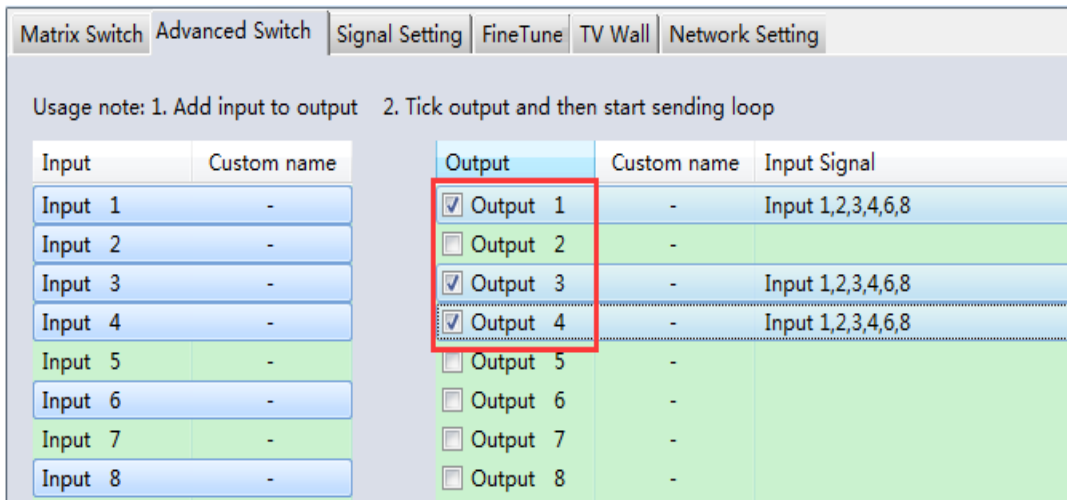 Matrix Switch Advanced Switch Signal Setting FineTune TV Wall Network Setting
Usage note: 1. Add input to output 2. Tick output and then start sending loop
Input Custom name Output Custom name Input Signal
Input 1 - Output 1 - Input 1,2,3,4,6,8
Input 2 - Output 2 -
Input 3 - Output 3 - Input 1,2,3,4,6,8
Input 4 - Output 4 - Input 1,2,3,4,6,8
Input 5 - Output 5 -
Input 6 - Output 6 -
Input 7 - Output 7 -
Input 8 - Output 8 -